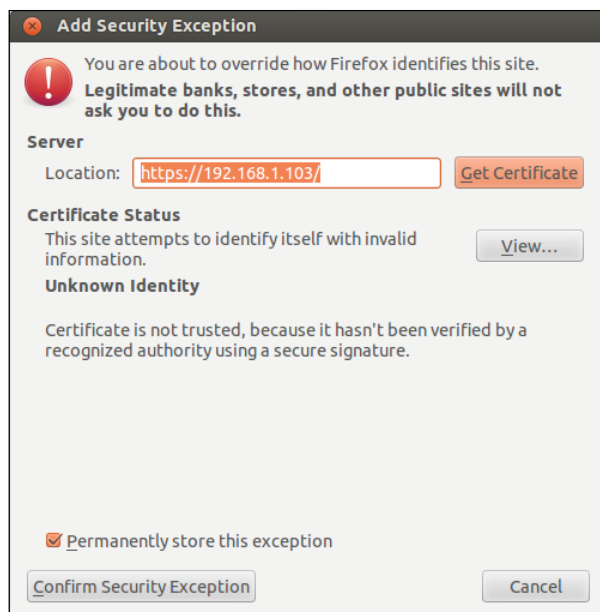 Add Security Exception
You are about to override how Firefox identifies this site.
Legitimate banks, stores, and other public sites will not
ask you to do this.
Server
Location: https://192.168.1.103/ Get Certificate
Certificate Status
This site attempts to identify itself with invalid
information.
View...
Unknown Identity
Certificate is not trusted, because it hasn't been verified by a
recognized authority using a secure signature.
Permanently store this exception
Confirm Security Exception Cancel